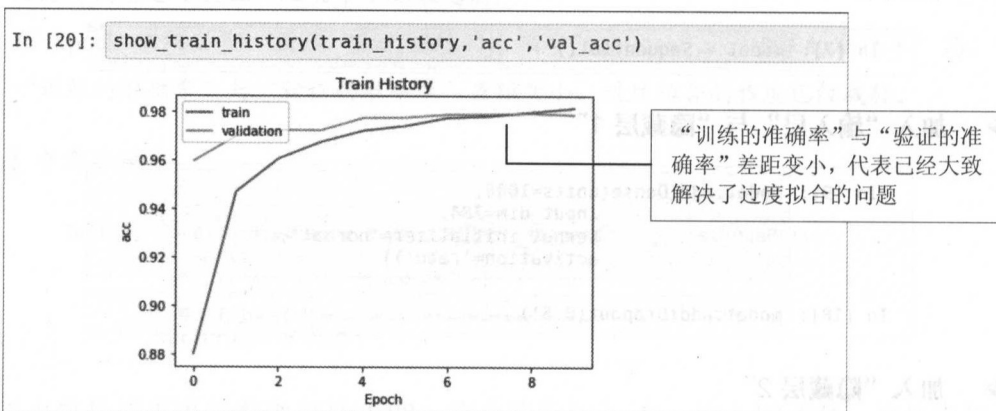 In [20]: show_train_history(train_history,'acc','val_acc')
Train History
train
validation
0.98
0.96
0.94
0.92
0.90
0.88
acc
0 2 4 6 8
Epoch
“训练的准确率”与“验证的准
确率”差距变小，代表已经大致
解决了过度拟合的问题